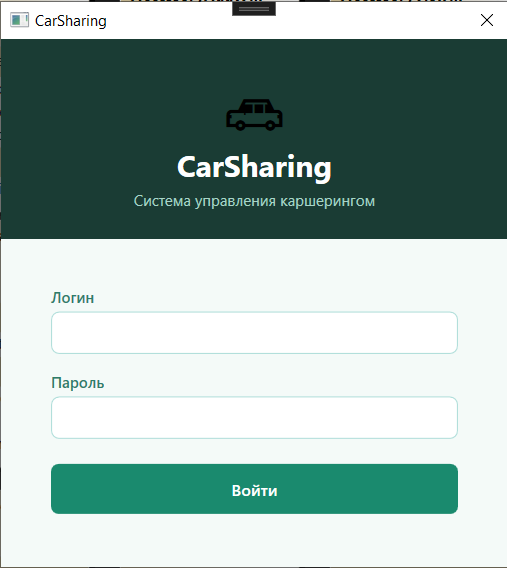 CarSharing
CarSharing
Система управления каршерингом
Логин
Пароль
Войти